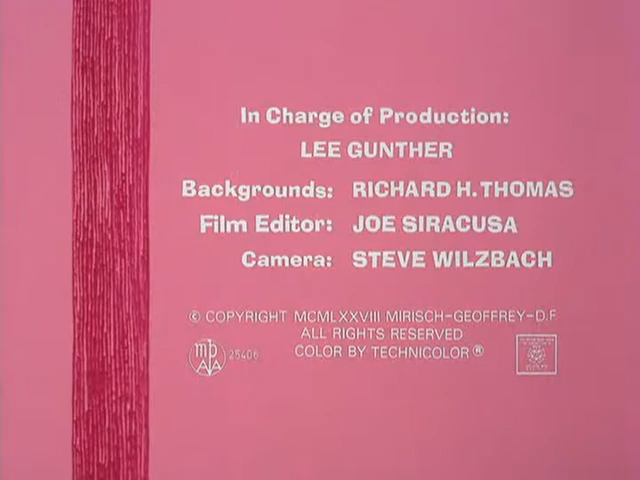 In Charge of Production:
LEE GUNTHER
Backgrounds: RICHARD H. THOMAS
Film Editor: JOE SIRACUSA
Camera: STEVE WILZBACH
© COPYRIGHT MCMLXXVIII MIRISCH-GEOFFREY-D.F
ALL RIGHTS RESERVED
COLOR BY TECHNICOLOR®
25406